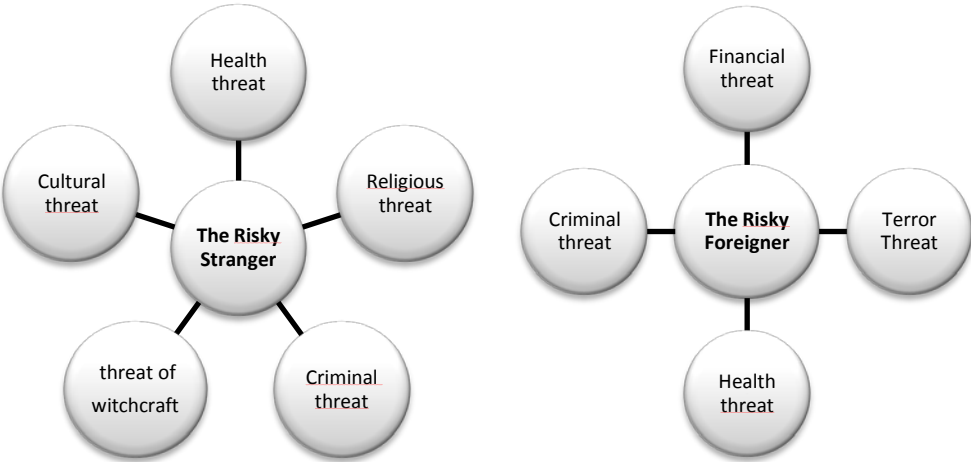 Health
threat
Cultural
threat
Religious
threat
The Risky
Stranger
threat of
witchcraft
Criminal
threat
Financial
threat
Criminal
threat
The Risky
Foreigner
Terror
Threat
Health
threat